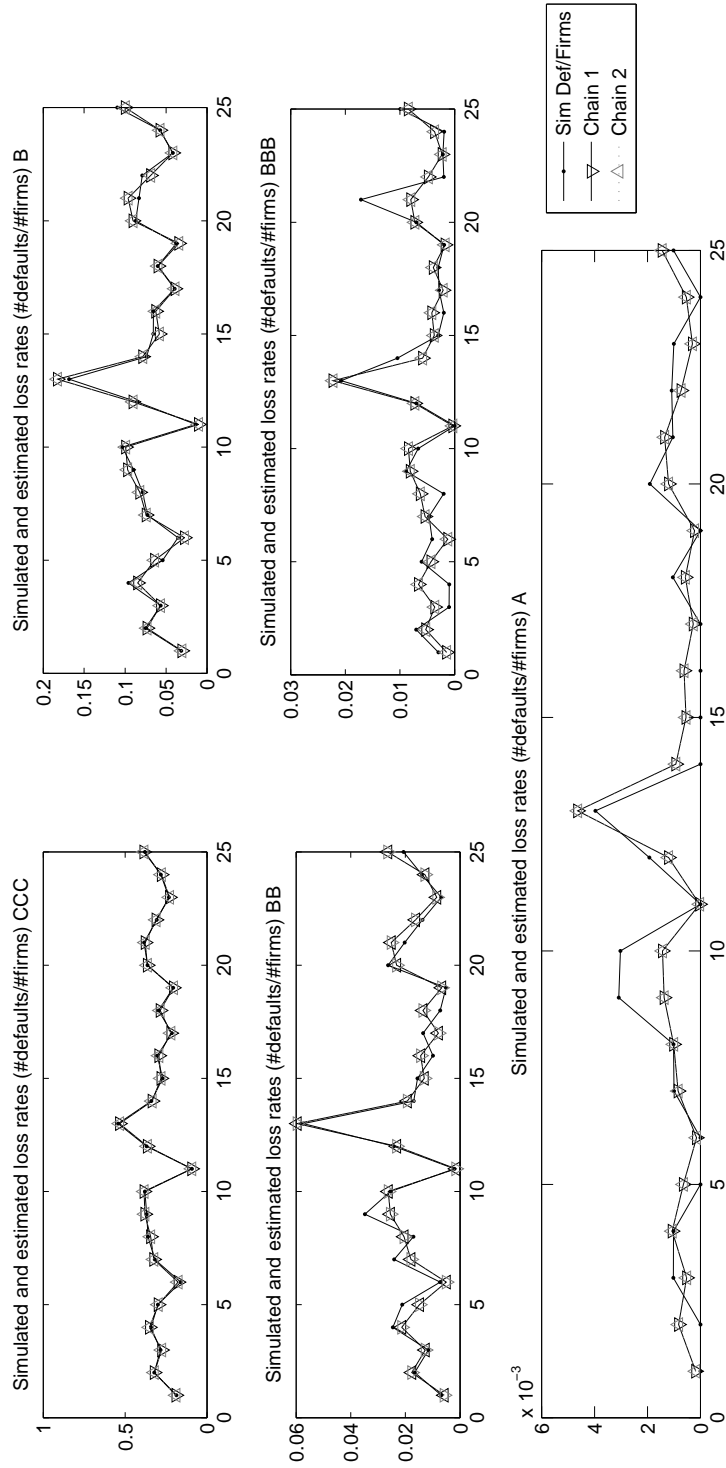 Simulated and estimated loss rates (#defaults/#firms) CCC
1
0.5
0
0 5 10 15 20 25
Simulated and estimated loss rates (#defaults/#firms) B
0.2
0.15
0.1
0.05
0
0 5 10 15 20 25
Simulated and estimated loss rates (#defaults/#firms) BB
0.06
0.04
0.02
0
0 5 10 15 20 25
Simulated and estimated loss rates (#defaults/#firms) BBB
0.03
0.02
0.01
0
0 5 10 15 20 25
Simulated and estimated loss rates (#defaults/#firms) A
x 10⁻³
6
4
2
0
0 5 10 15 20 25
Sim Def/Firms
Chain 1
Chain 2